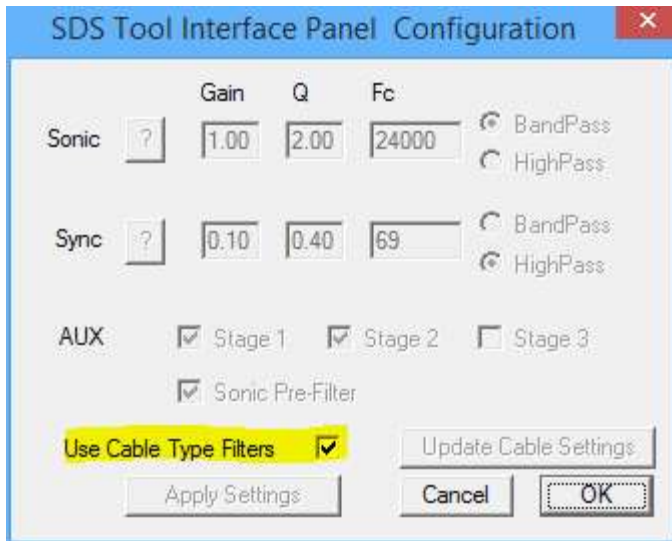 SDS Tool Interface Panel Configuration
Gain Q Fc
Sonic ? 1.00 2.00 24000 BandPass
HighPass
Sync ? 0.10 0.40 69 BandPass
HighPass
AUX Stage 1 Stage 2 Stage 3
Sonic Pre-Filter
Use Cable Type Filters Update Cable Settings
Apply Settings Cancel OK